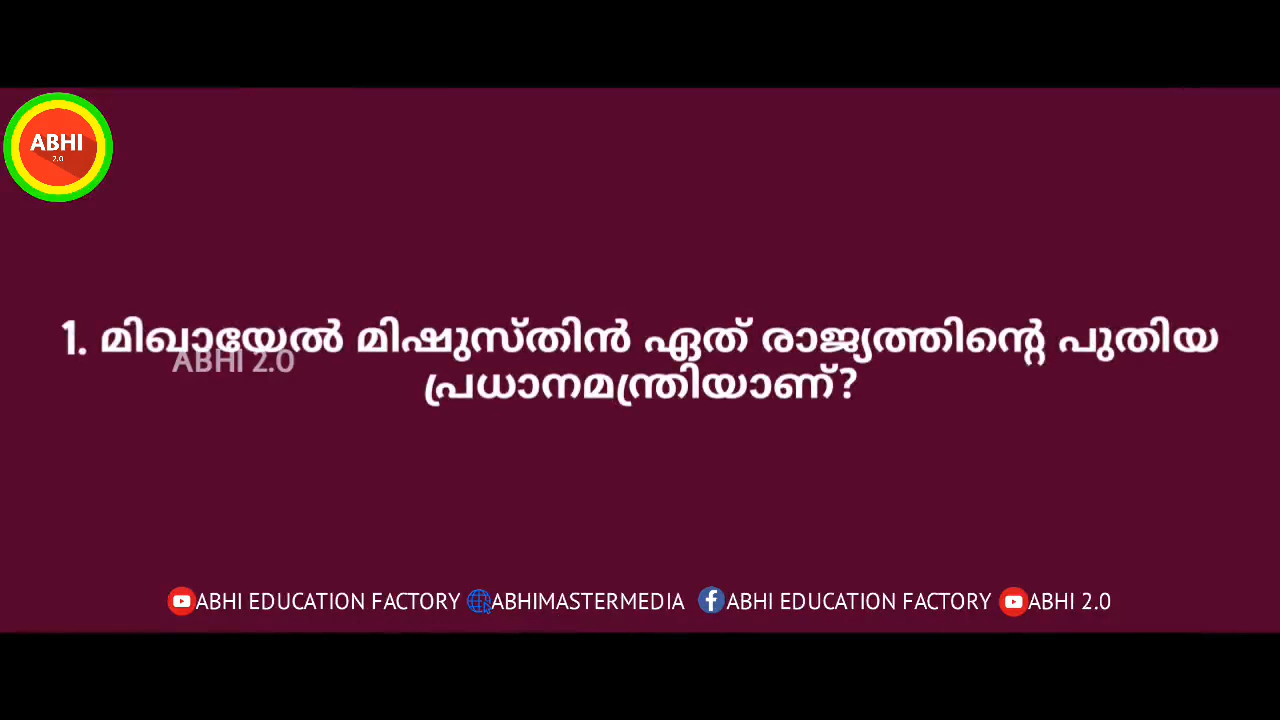 ABHI
2.0
1. മിഖായേൽ മിഷുസ്തിൻ ഏത് രാജ്യത്തിന്റെ പുതിയ
ABHI 2.0
പ്രധാനമന്ത്രിയാണ്?
ABHI EDUCATION FACTORY ABHIMASTERMEDIA ABHI EDUCATION FACTORY ABHI 2.0